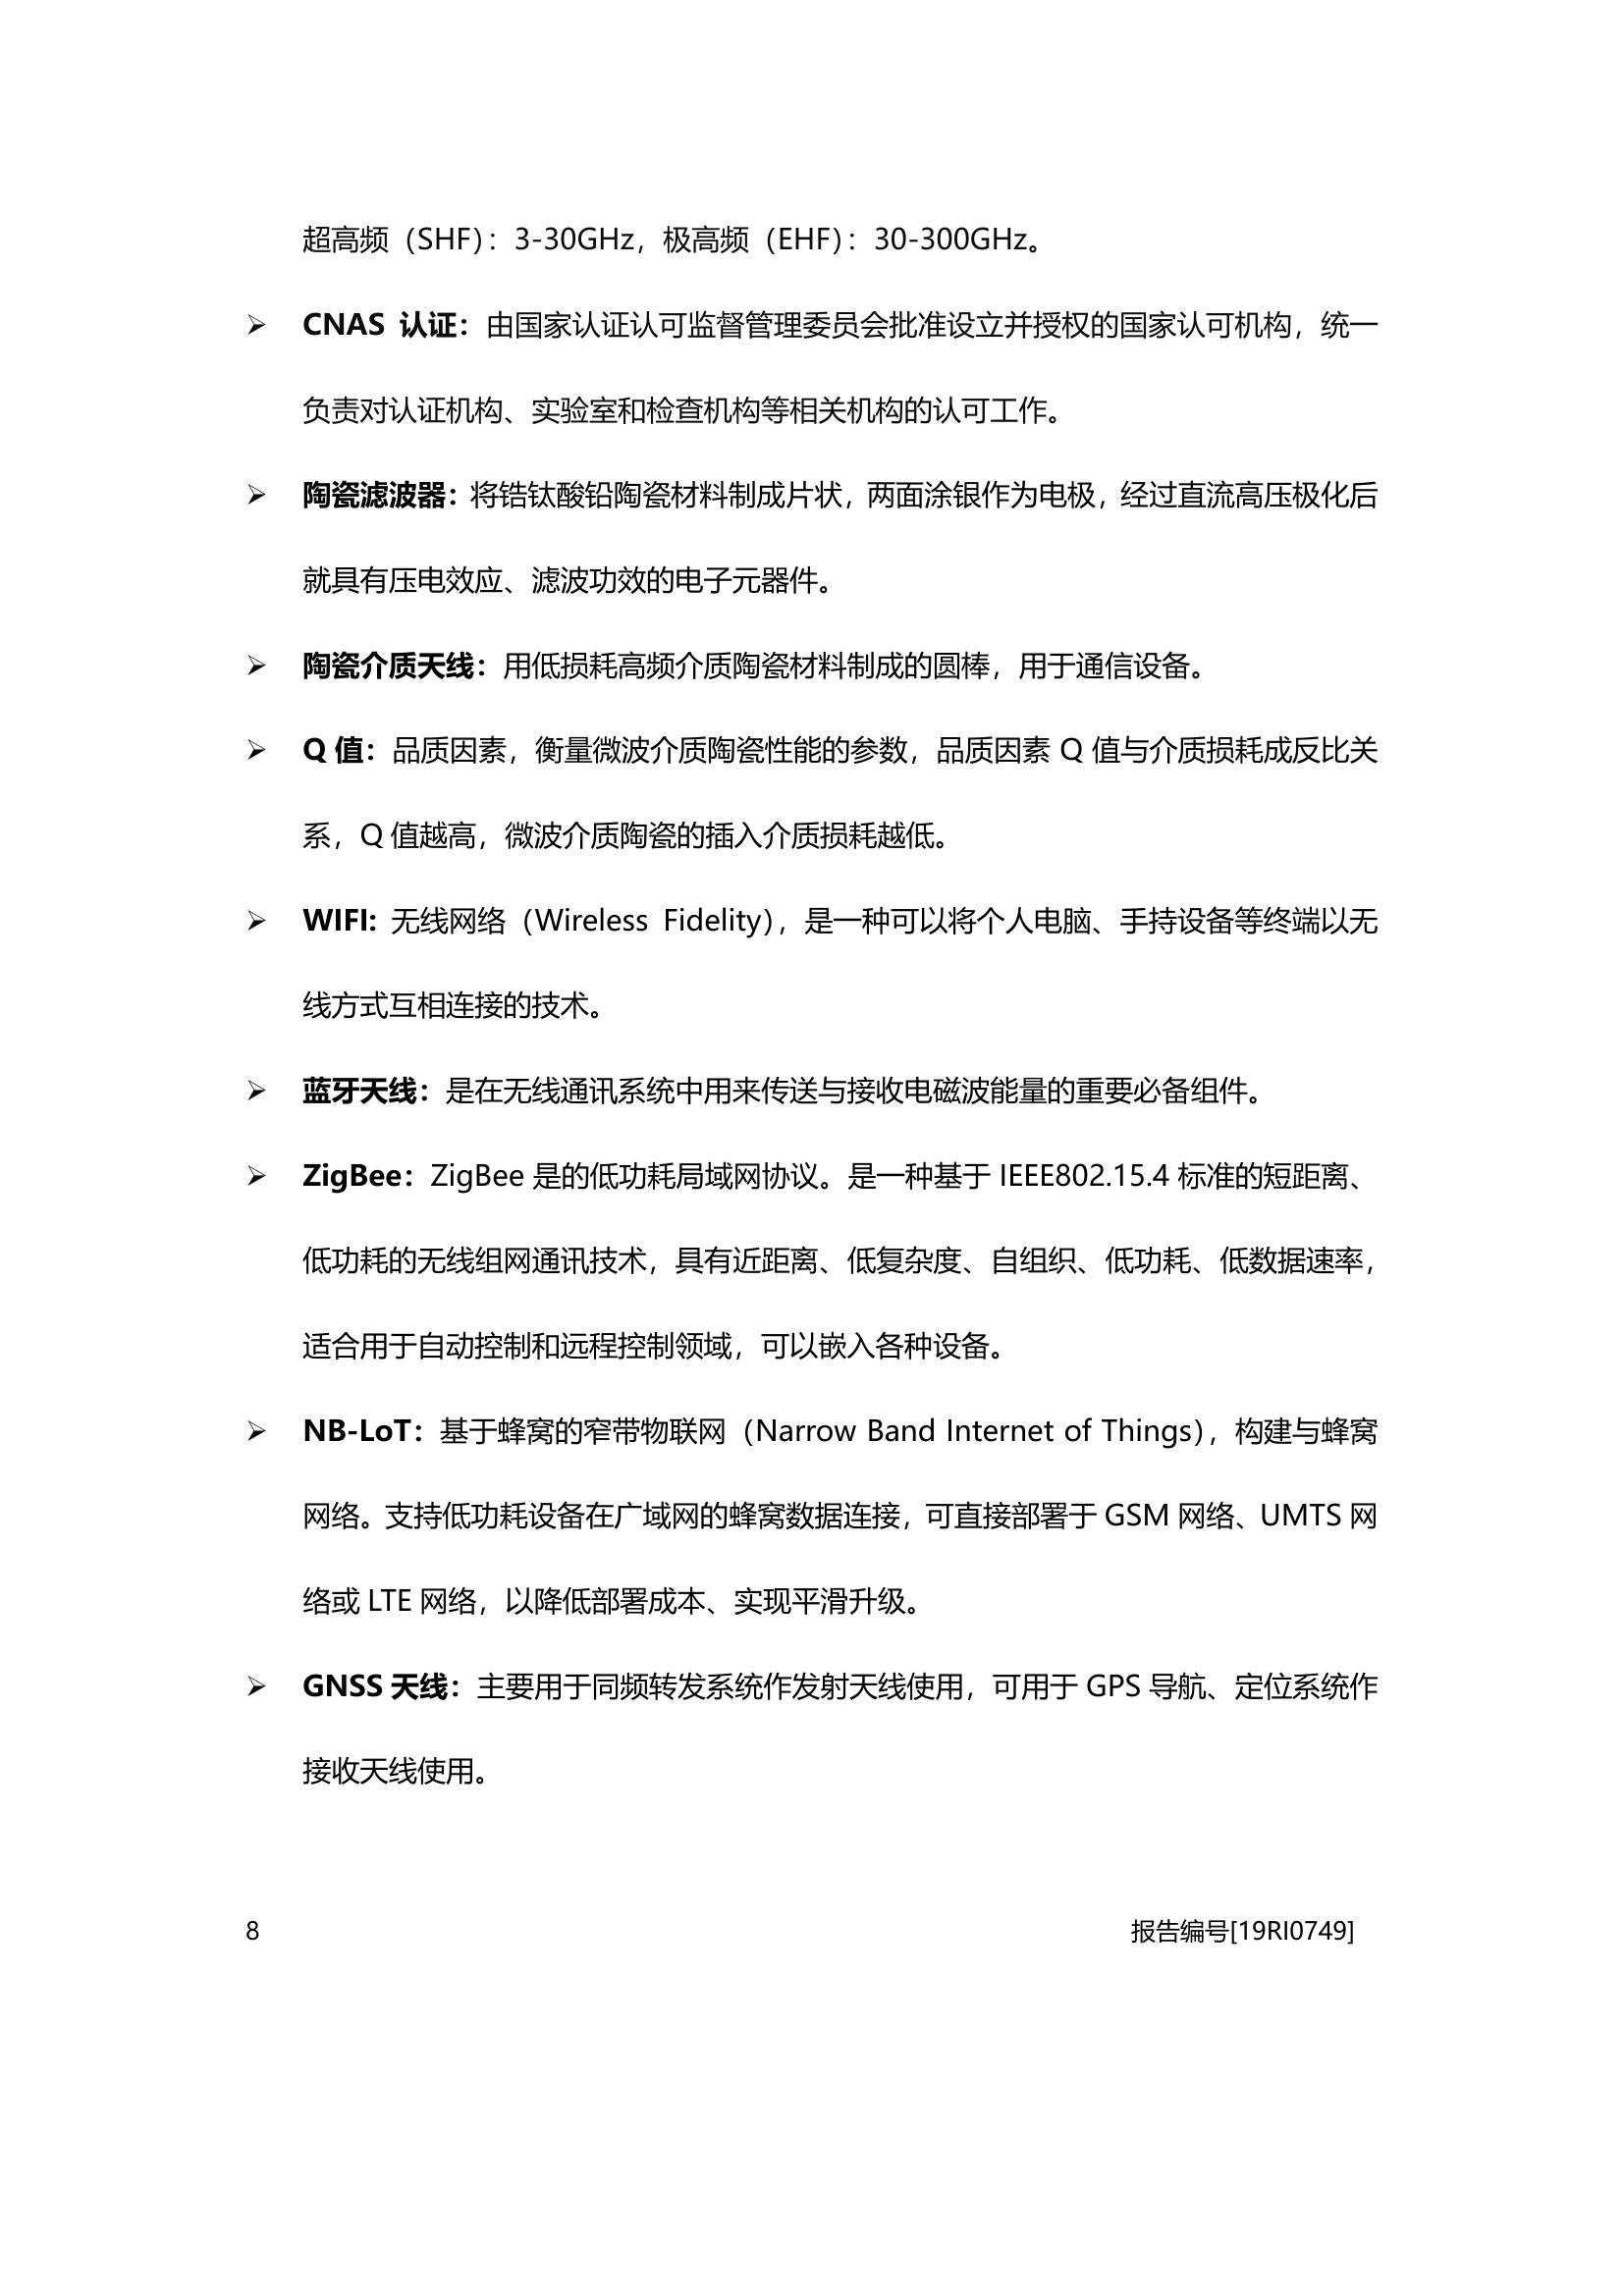 超高频（SHF）：3-30GHz，极高频（EHF）：30-300GHz。
➢ CNAS 认证：由国家认证认可监督管理委员会批准设立并授权的国家认可机构，统一
负责对认证机构、实验室和检查机构等相关机构的认可工作。
➢ 陶瓷滤波器：将锆钛酸铅陶瓷材料制成片状，两面涂银作为电极，经过直流高压极化后
就具有压电效应、滤波功效的电子元器件。
➢ 陶瓷介质天线：用低损耗高频介质陶瓷材料制成的圆棒，用于通信设备。
➢ Q 值：品质因素，衡量微波介质陶瓷性能的参数，品质因素 Q 值与介质损耗成反比关
系，Q 值越高，微波介质陶瓷的插入介质损耗越低。
➢ WIFI: 无线网络（Wireless Fidelity），是一种可以将个人电脑、手持设备等终端以无
线方式互相连接的技术。
➢ 蓝牙天线：是在无线通讯系统中用来传送与接收电磁波能量的重要必备组件。
➢ ZigBee：ZigBee 是的低功耗局域网协议。是一种基于 IEEE802.15.4 标准的短距离、
低功耗的无线组网通讯技术，具有近距离、低复杂度、自组织、低功耗、低数据速率，
适合用于自动控制和远程控制领域，可以嵌入各种设备。
➢ NB-LoT：基于蜂窝的窄带物联网（Narrow Band Internet of Things），构建与蜂窝
网络。支持低功耗设备在广域网的蜂窝数据连接，可直接部署于 GSM 网络、UMTS 网
络或 LTE 网络，以降低部署成本、实现平滑升级。
➢ GNSS 天线：主要用于同频转发系统作发射天线使用，可用于 GPS 导航、定位系统作
接收天线使用。
8 报告编号[19RI0749]